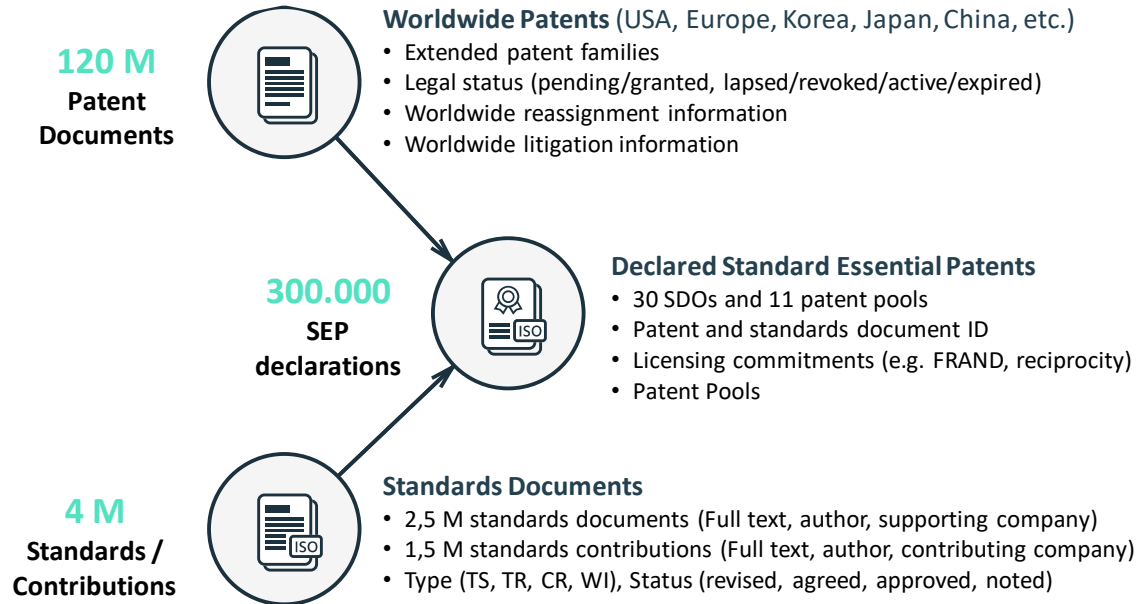 120 M
Patent
Documents
Worldwide Patents (USA, Europe, Korea, Japan, China, etc.)
• Extended patent families
• Legal status (pending/granted, lapsed/revoked/active/expired)
• Worldwide reassignment information
• Worldwide litigation information
300.000
SEP
declarations
ISO
Declared Standard Essential Patents
• 30 SDOs and 11 patent pools
• Patent and standards document ID
• Licensing commitments (e.g. FRAND, reciprocity)
• Patent Pools
4 M
Standards /
Contributions
ISO
Standards Documents
• 2,5 M standards documents (Full text, author, supporting company)
• 1,5 M standards contributions (Full text, author, contributing company)
• Type (TS, TR, CR, WI), Status (revised, agreed, approved, noted)